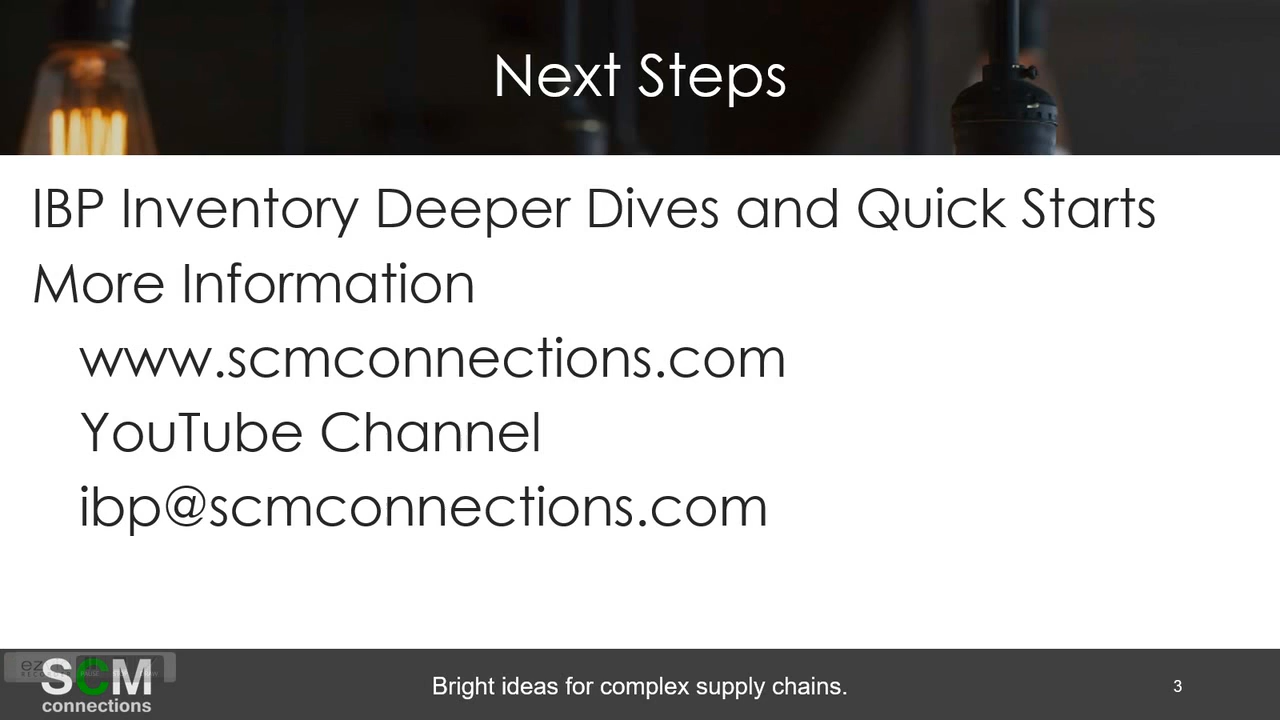 Next Steps
IBP Inventory Deeper Dives and Quick Starts
More Information
www.scmconnections.com
YouTube Channel
ibp@scmconnections.com
SCM
connections
Bright ideas for complex supply chains.
3